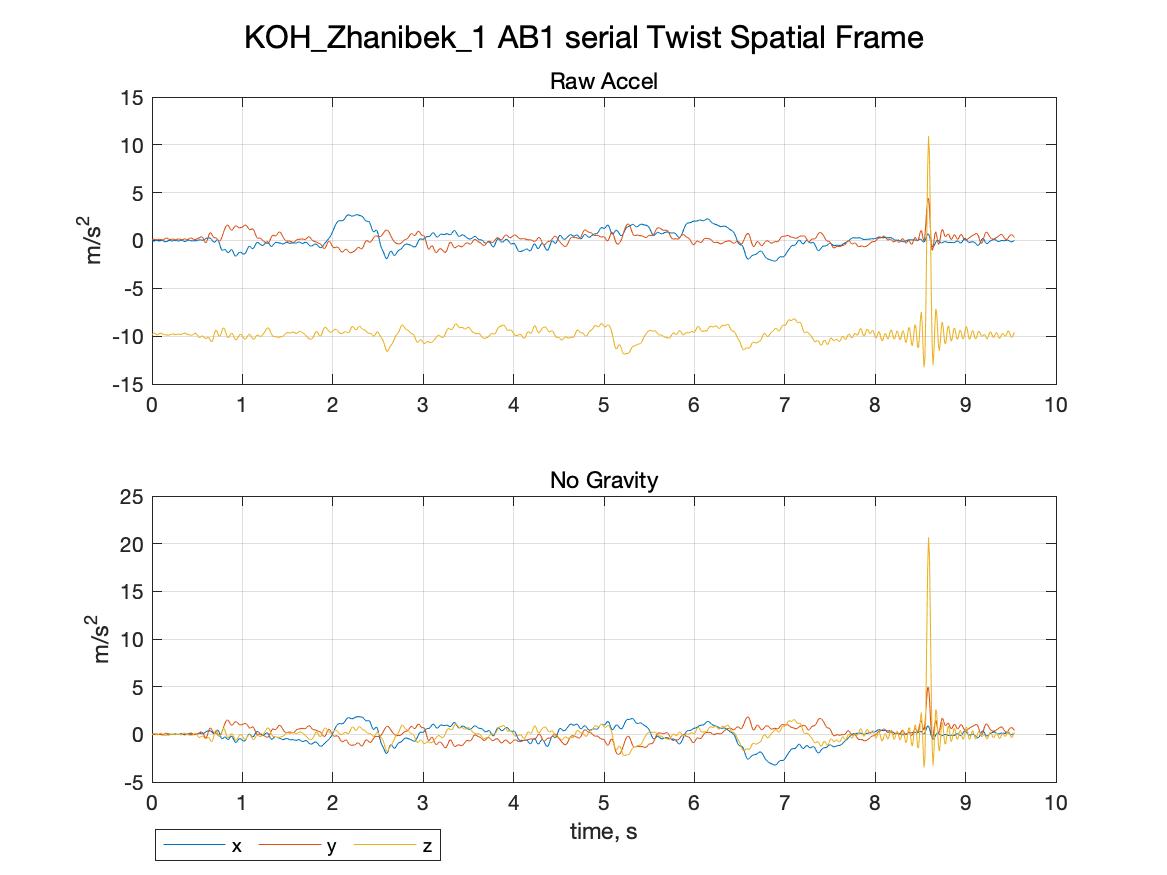 KOH_Zhanibek_1 AB1 serial Twist Spatial Frame
Raw Accel
15
10
5
0
-5
-10
-15
m/s2
0 1 2 3 4 5 6 7 8 9 10
No Gravity
25
20
15
10
5
0
-5
m/s2
0 1 2 3 4 5 6 7 8 9 10
time, s
x y z